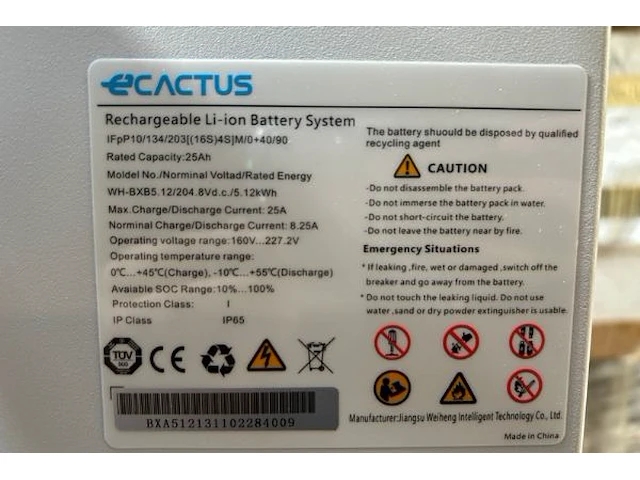 eCACTUS
Rechargeable Li-ion Battery System
IFpP10/134/203[(16S)4S]M/0+40/90
Rated Capacity:25Ah
Moldel No./Norminal Voltad/Rated Energy
WH-BXB5.12/204.8Vd.c./5.12kWh
Max.Charge/Discharge Current: 25A
Norminal Charge/Discharge Current: 8.25A
Operating voltage range:160V...227.2V
Operating temperature range:
0℃...+45℃(Charge), -10℃...+55℃(Discharge)
Avaiable SOC Range:10%...100%
Protection Class: I
IP Class IP65
TÜV
CE
BXA512131102284009
The battery shuould be disposed by qualified
recycling agent
CAUTION
-Do not disassemble the battery pack.
-Do not immerse the battery pack in water.
-Do not short-circuit the battery.
-Do not leave the battery near by fire.
Emergency Situations
* If leaking ,fire, wet or damaged ,switch off the
breaker and go away from the battery.
* Do not touch the leaking liquid. Do not use
water ,sand or dry powder extinguisher is usable.
Manufacturer:Jiangsu Weiheng Intelligent Technology Co., Ltd.
Made in China